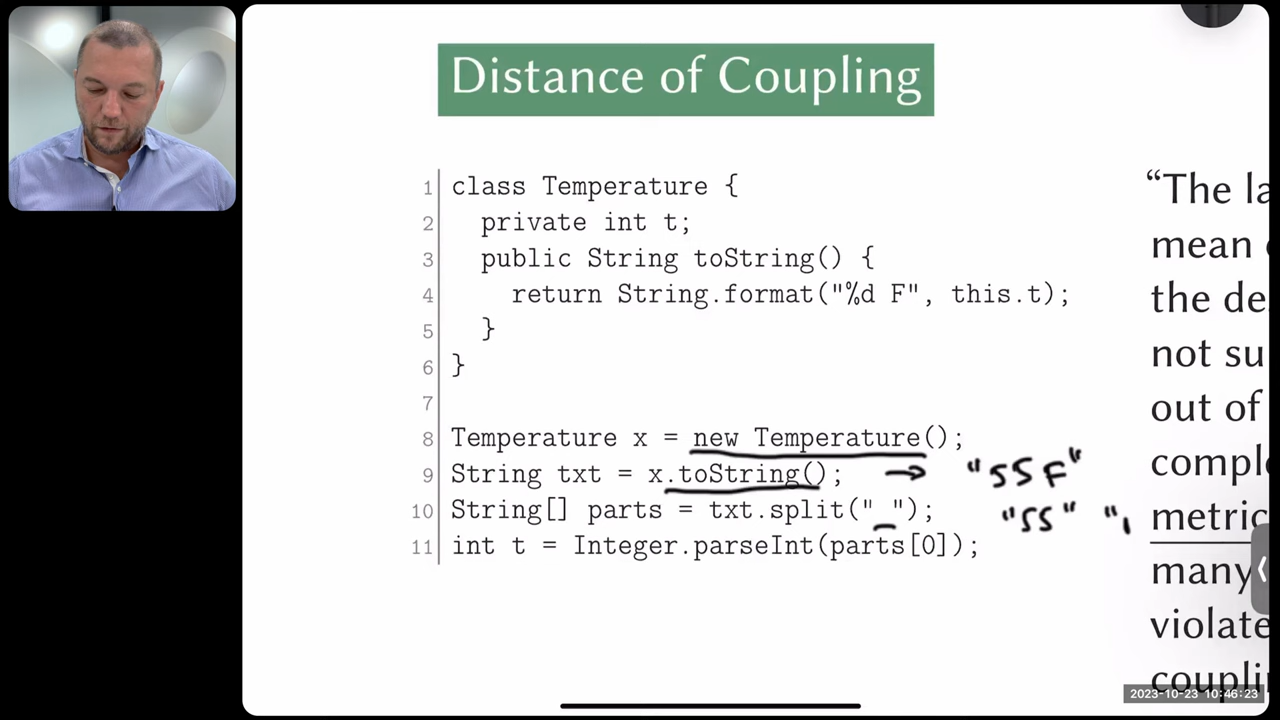 Distance of Coupling
1 class Temperature {
2 private int t;
3 public String toString() {
4 return String.format("%d F", this.t);
5 }
6 }
7
8 Temperature x = new Temperature();
9 String txt = x.toString(); → "55 F"
10 String[] parts = txt.split(" "); "55" "
11 int t = Integer.parseInt(parts[0]);
“The la
mean
the de
not su
out of
comple
metric
many
violate
coupli
2023-10-23 10:46:23